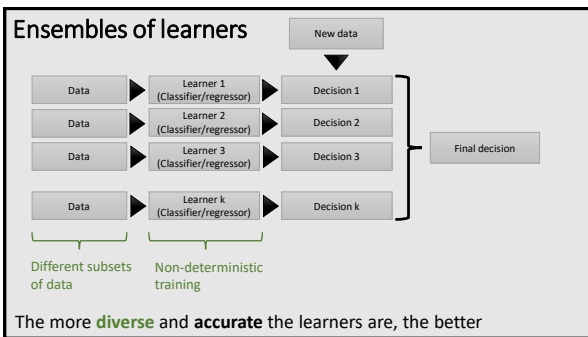 Ensembles of learners
New data
Data
Learner 1
(Classifier/regressor)
Decision 1
Data
Learner 2
(Classifier/regressor)
Decision 2
Data
Learner 3
(Classifier/regressor)
Decision 3
Final decision
Data
Learner k
(Classifier/regressor)
Decision k
Different subsets
of data
Non-deterministic
training
The more diverse and accurate the learners are, the better